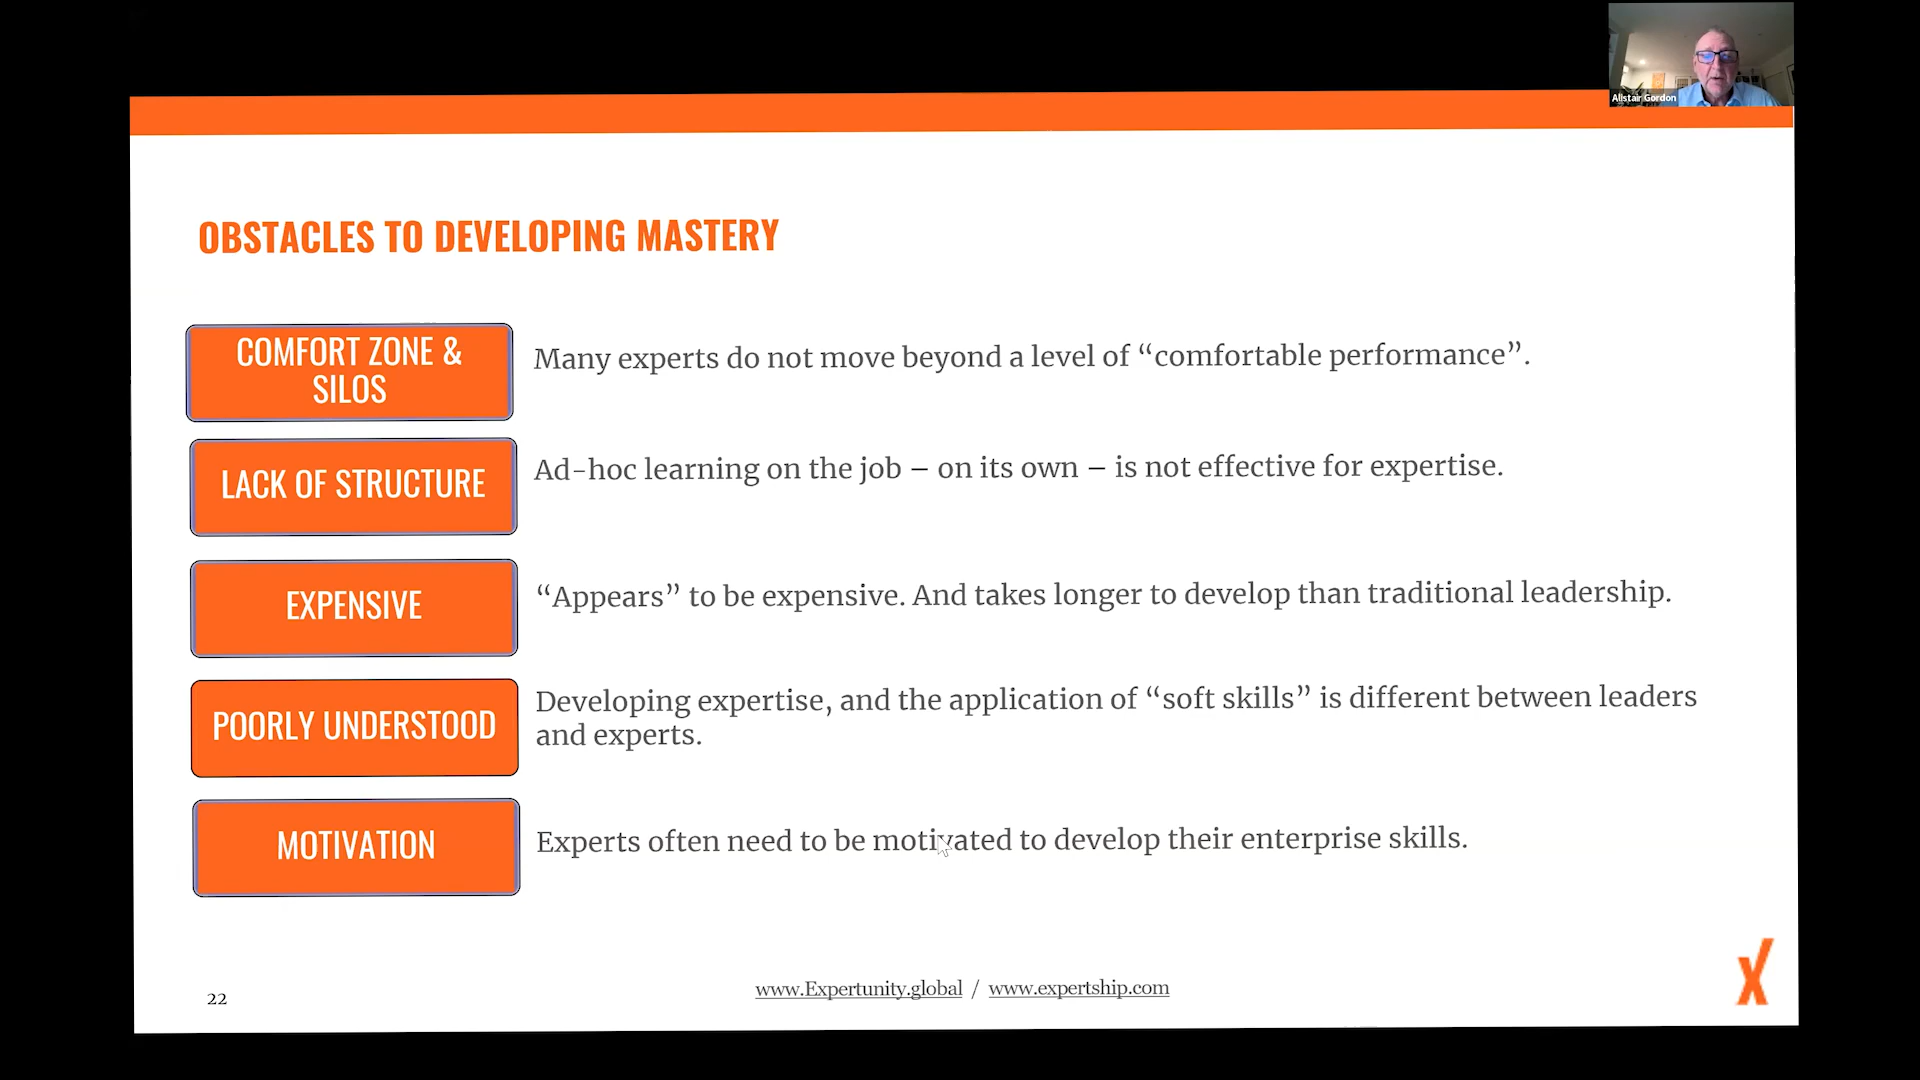 Alistair Gordon
OBSTACLES TO DEVELOPING MASTERY
COMFORT ZONE &
SILOS
Many experts do not move beyond a level of “comfortable performance”.
LACK OF STRUCTURE
Ad-hoc learning on the job – on its own – is not effective for expertise.
EXPENSIVE
“Appears” to be expensive. And takes longer to develop than traditional leadership.
POORLY UNDERSTOOD
Developing expertise, and the application of “soft skills” is different between leaders
and experts.
MOTIVATION
Experts often need to be motivated to develop their enterprise skills.
22
www.Expertunity.global / www.expertship.com